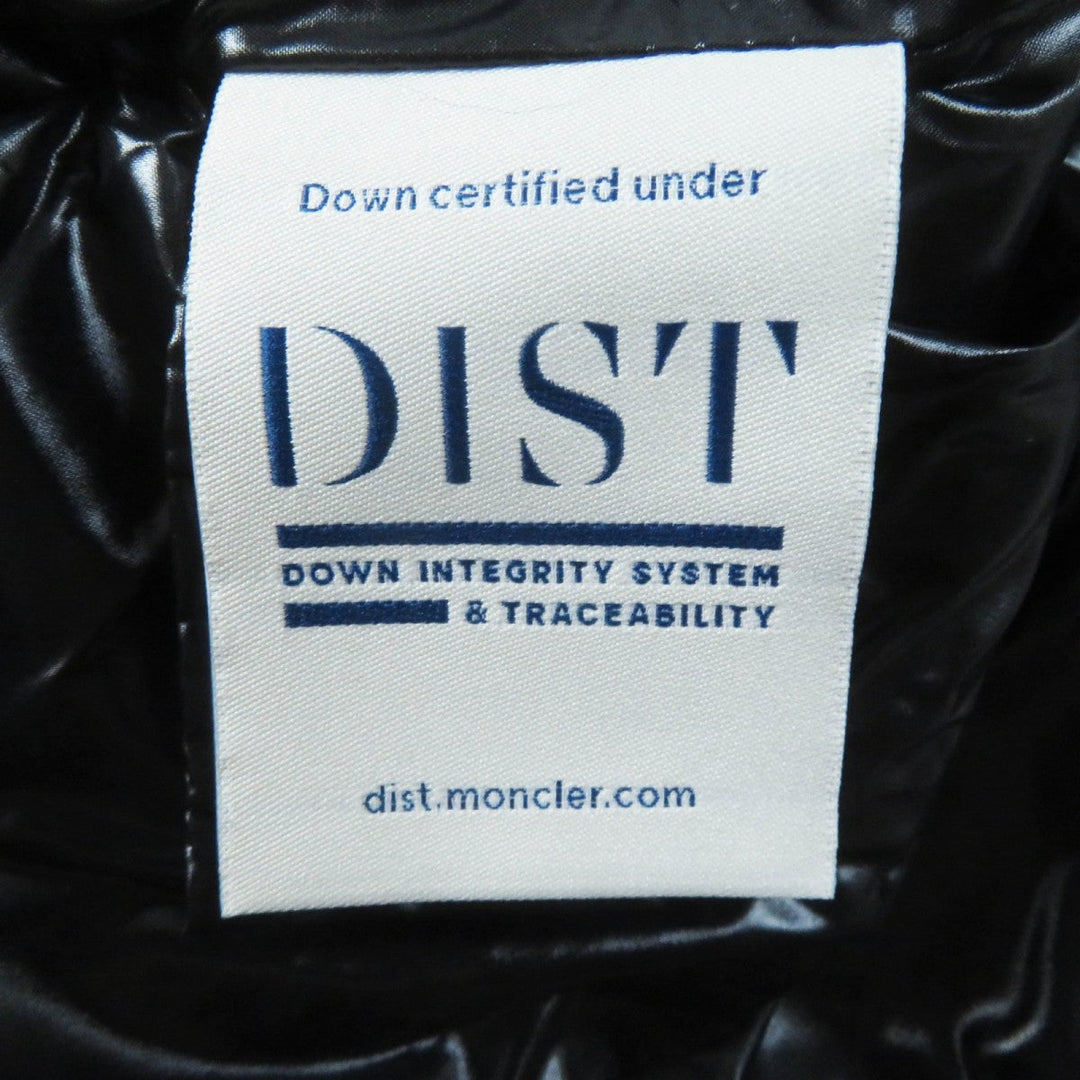 Down certified under
DIST
DOWN INTEGRITY SYSTEM
& TRACEABILITY
dist.moncler.com